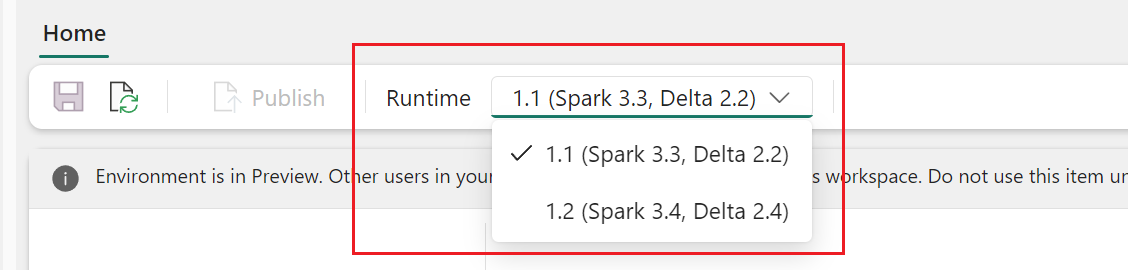 Home
Publish Runtime 1.1 (Spark 3.3, Delta 2.2)
1.1 (Spark 3.3, Delta 2.2)
Environment is in Preview. Other users in your s workspace. Do not use this item un
1.2 (Spark 3.4, Delta 2.4)